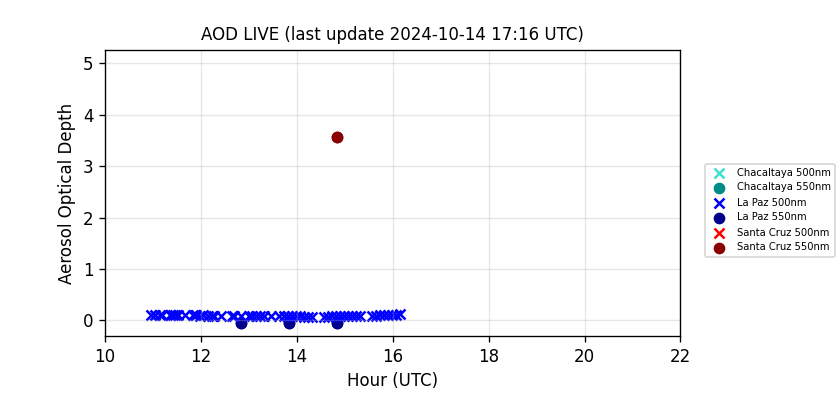 AOD LIVE (last update 2024-10-14 17:16 UTC)
5
4
3
2
1
0
Aerosol Optical Depth
10 12 14 16 18 20 22
Hour (UTC)
Chacaltaya 500nm
Chacaltaya 550nm
La Paz 500nm
La Paz 550nm
Santa Cruz 500nm
Santa Cruz 550nm